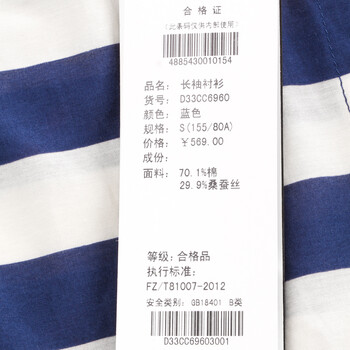 合格证
4885430010154
品名: 长袖衬衫
货号: D33CC6960
颜色: 蓝色
规格: S(155/80A)
价格: ¥569.00
成份:
面料: 70.1%棉
29.9%桑蚕丝
等级: 合格品
执行标准:
FZ/T81007-2012
安全类别: GB18401 B类
D33CC69603001